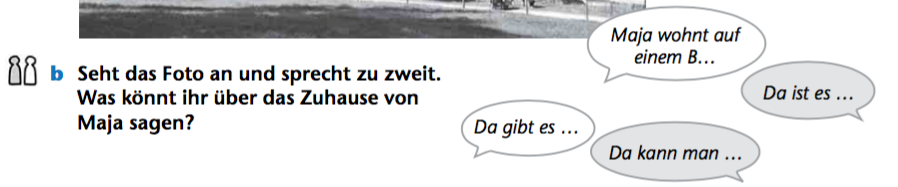 Maja wohnt auf
einem B...
b Seht das Foto an und sprecht zu zweit.
Was könnt ihr über das Zuhause von
Maja sagen?
Da ist es ...
Da gibt es ...
Da kann man ...